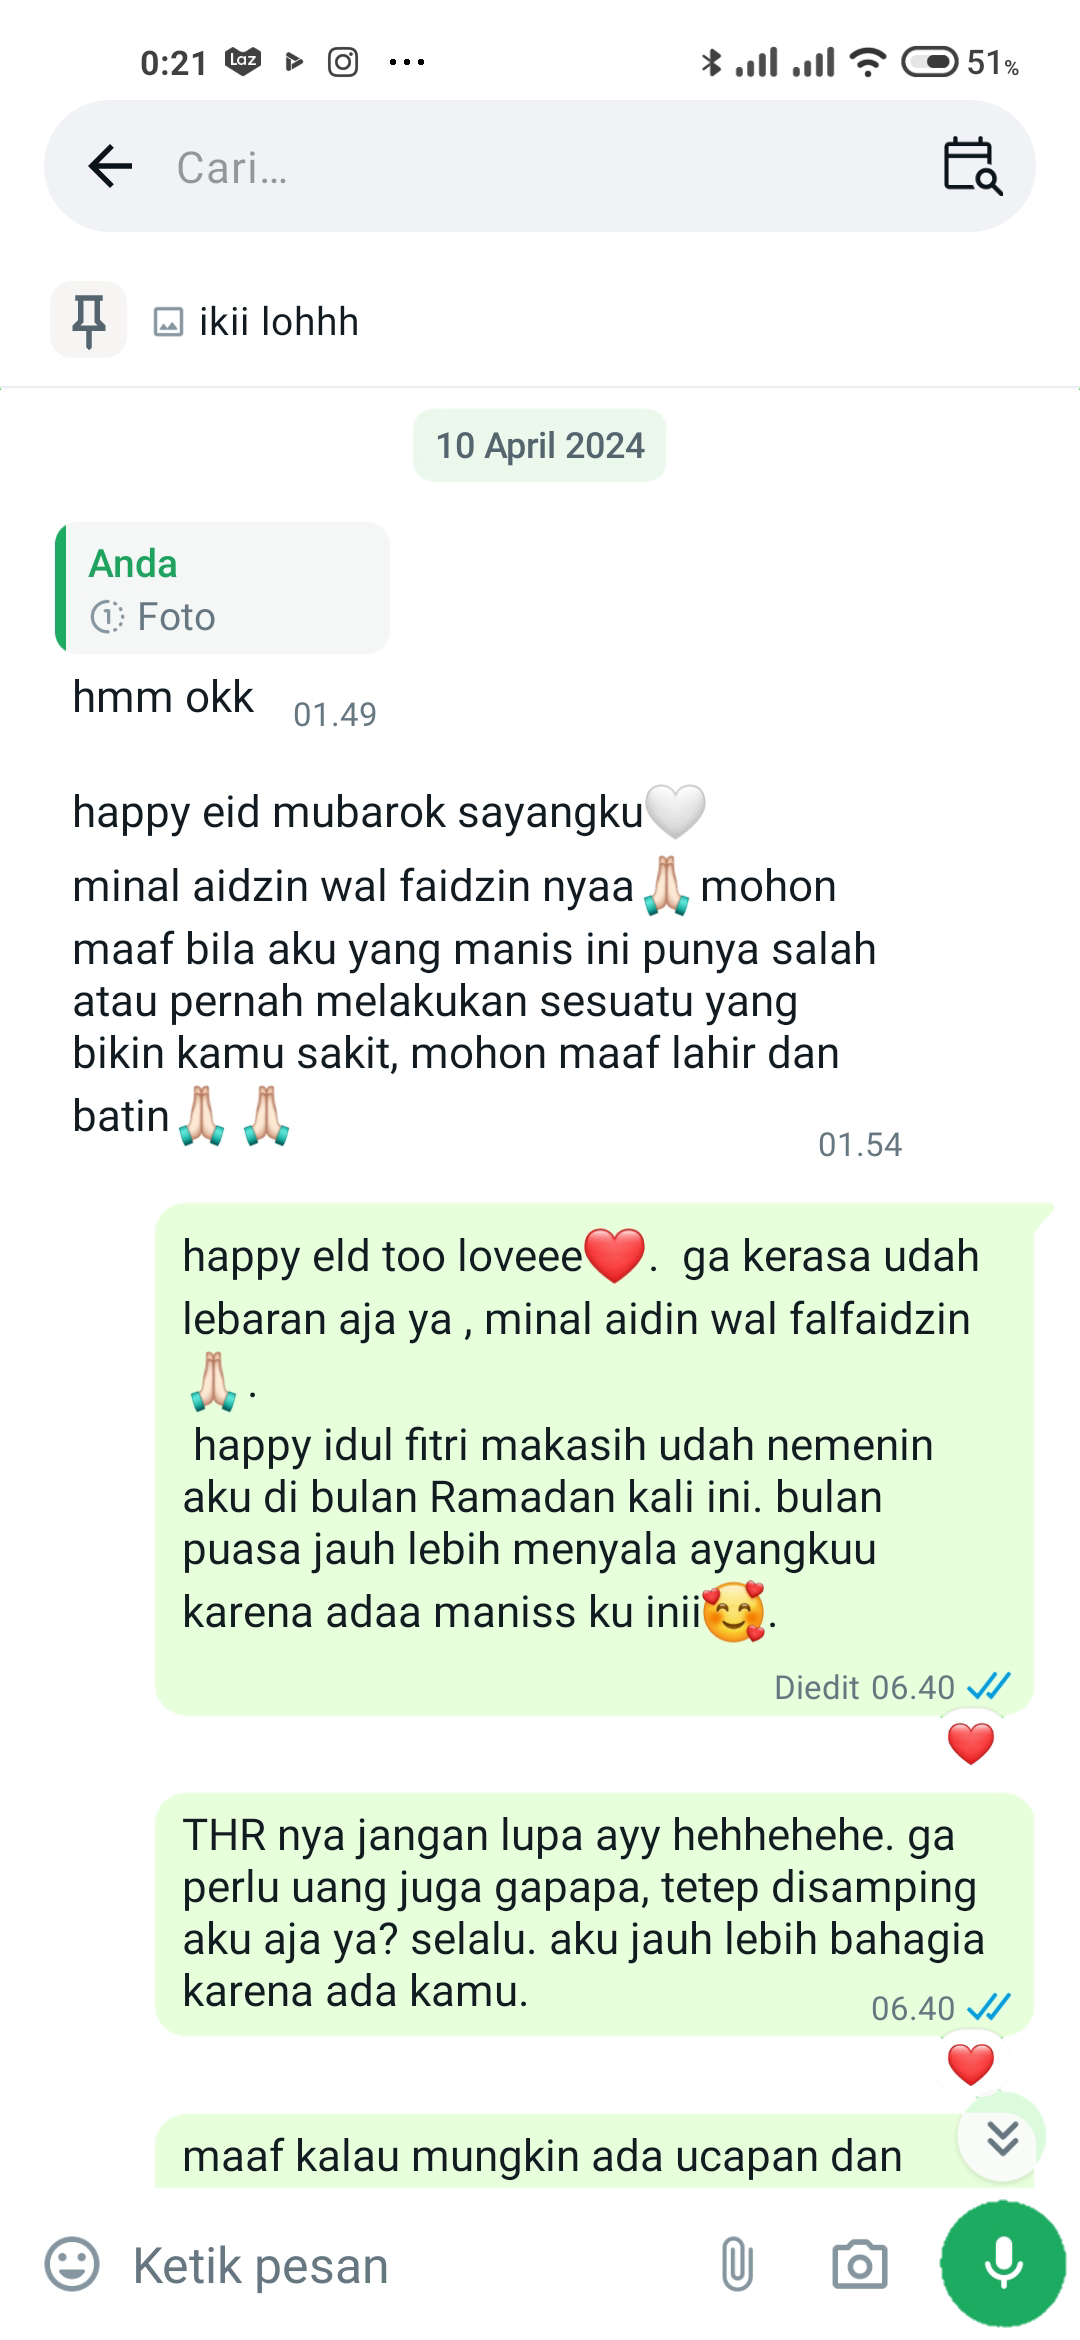 0:21 Laz 51%
Cari...
ikii lohhh
10 April 2024
Anda
1 Foto
hmm okk 01.49
happy eid mubarok sayangku🤍
minal aidzin wal faidzin nyaa🙏🏻 mohon
maaf bila aku yang manis ini punya salah
atau pernah melakukan sesuatu yang
bikin kamu sakit, mohon maaf lahir dan
batin🙏🏻 🙏🏻
01.54
happy eld too loveee❤️.  ga kerasa udah
lebaran aja ya , minal aidin wal falfaidzin
🙏🏻 .
happy idul fitri makasih udah nemenin
aku di bulan Ramadan kali ini. bulan
puasa jauh lebih menyala ayangkuu
karena adaa maniss ku inii🥰.
Diedit 06.40
❤️
THR nya jangan lupa ayy hehhehehe. ga
perlu uang juga gapapa, tetep disamping
aku aja ya? selalu. aku jauh lebih bahagia
karena ada kamu.
06.40
❤️
maaf kalau mungkin ada ucapan dan
Ketik pesan